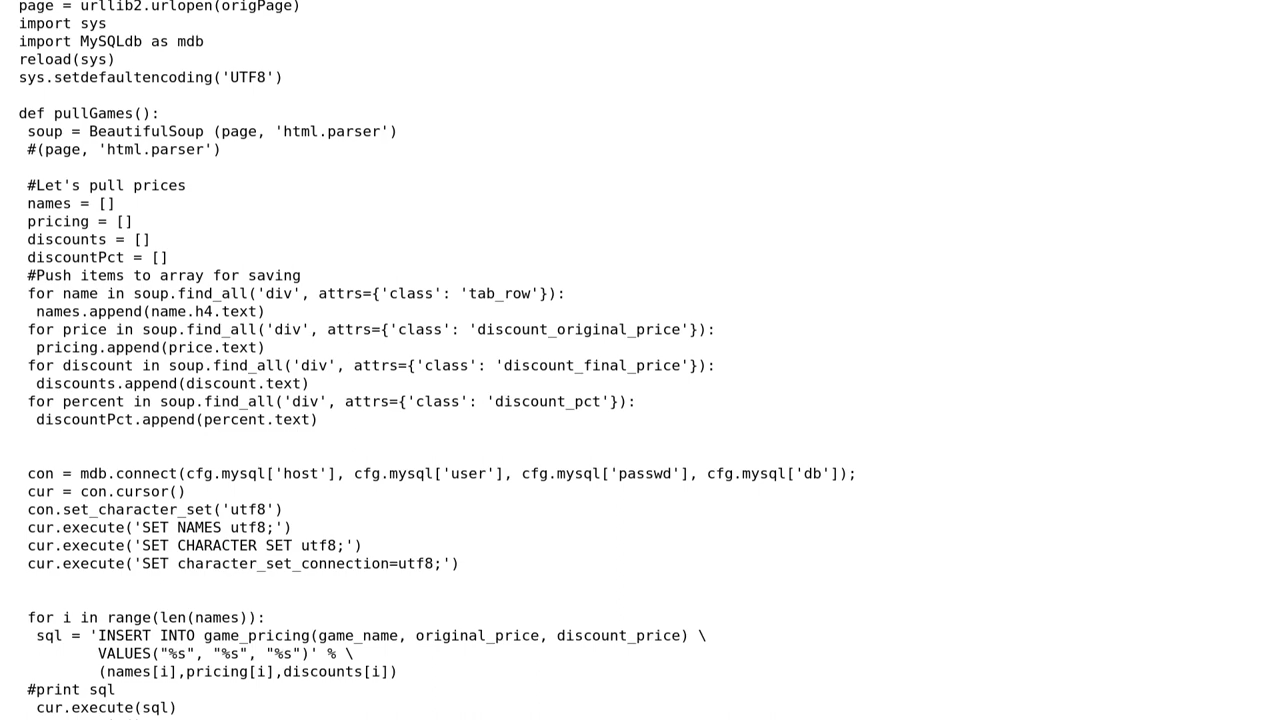 page = urllib2.urlopen(origPage)
import sys
import MySQLdb as mdb
reload(sys)
sys.setdefaultencoding('UTF8')

def pullGames():
 soup = BeautifulSoup (page, 'html.parser')
 #(page, 'html.parser')

 #Let's pull prices
 names = []
 pricing = []
 discounts = []
 discountPct = []
 #Push items to array for saving
 for name in soup.find_all('div', attrs={'class': 'tab_row'}):
  names.append(name.h4.text)
 for price in soup.find_all('div', attrs={'class': 'discount_original_price'}):
  pricing.append(price.text)
 for discount in soup.find_all('div', attrs={'class': 'discount_final_price'}):
  discounts.append(discount.text)
 for percent in soup.find_all('div', attrs={'class': 'discount_pct'}):
  discountPct.append(percent.text)


 con = mdb.connect(cfg.mysql['host'], cfg.mysql['user'], cfg.mysql['passwd'], cfg.mysql['db']);
 cur = con.cursor()
 con.set_character_set('utf8')
 cur.execute('SET NAMES utf8;')
 cur.execute('SET CHARACTER SET utf8;')
 cur.execute('SET character_set_connection=utf8;')


 for i in range(len(names)):
  sql = 'INSERT INTO game_pricing(game_name, original_price, discount_price) \
         VALUES("%s", "%s", "%s")' % \
         (names[i],pricing[i],discounts[i])
 #print sql
  cur.execute(sql)